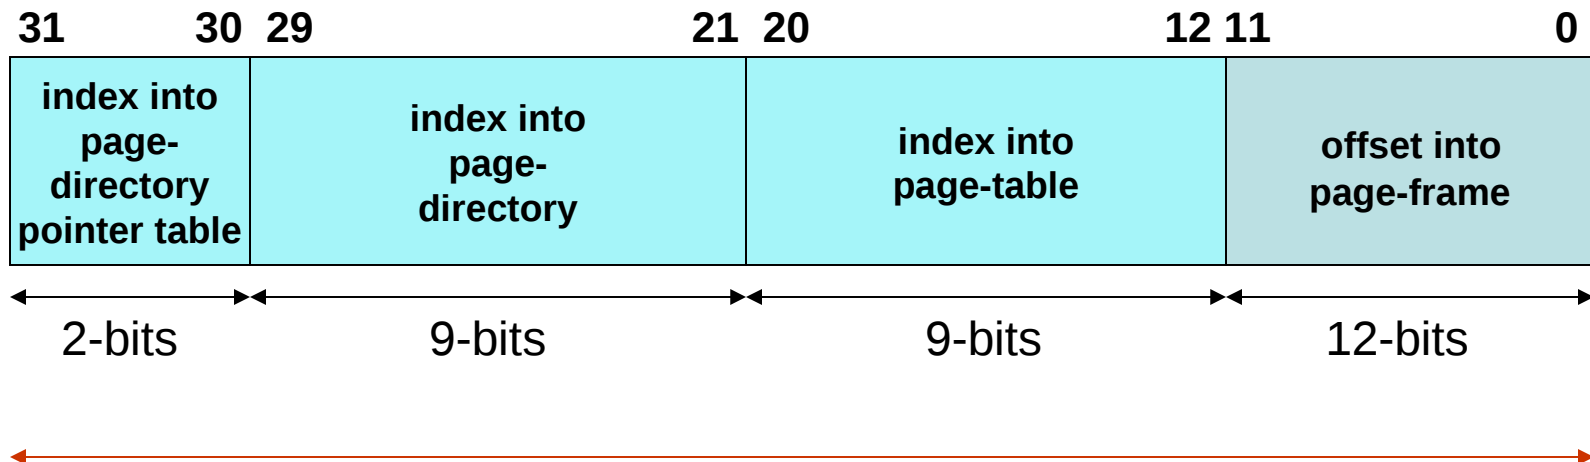 31 30 29 21 20 12 11 0
index into
page-
directory
pointer table
index into
page-
directory
index into
page-table
offset into
page-frame
2-bits 9-bits 9-bits 12-bits